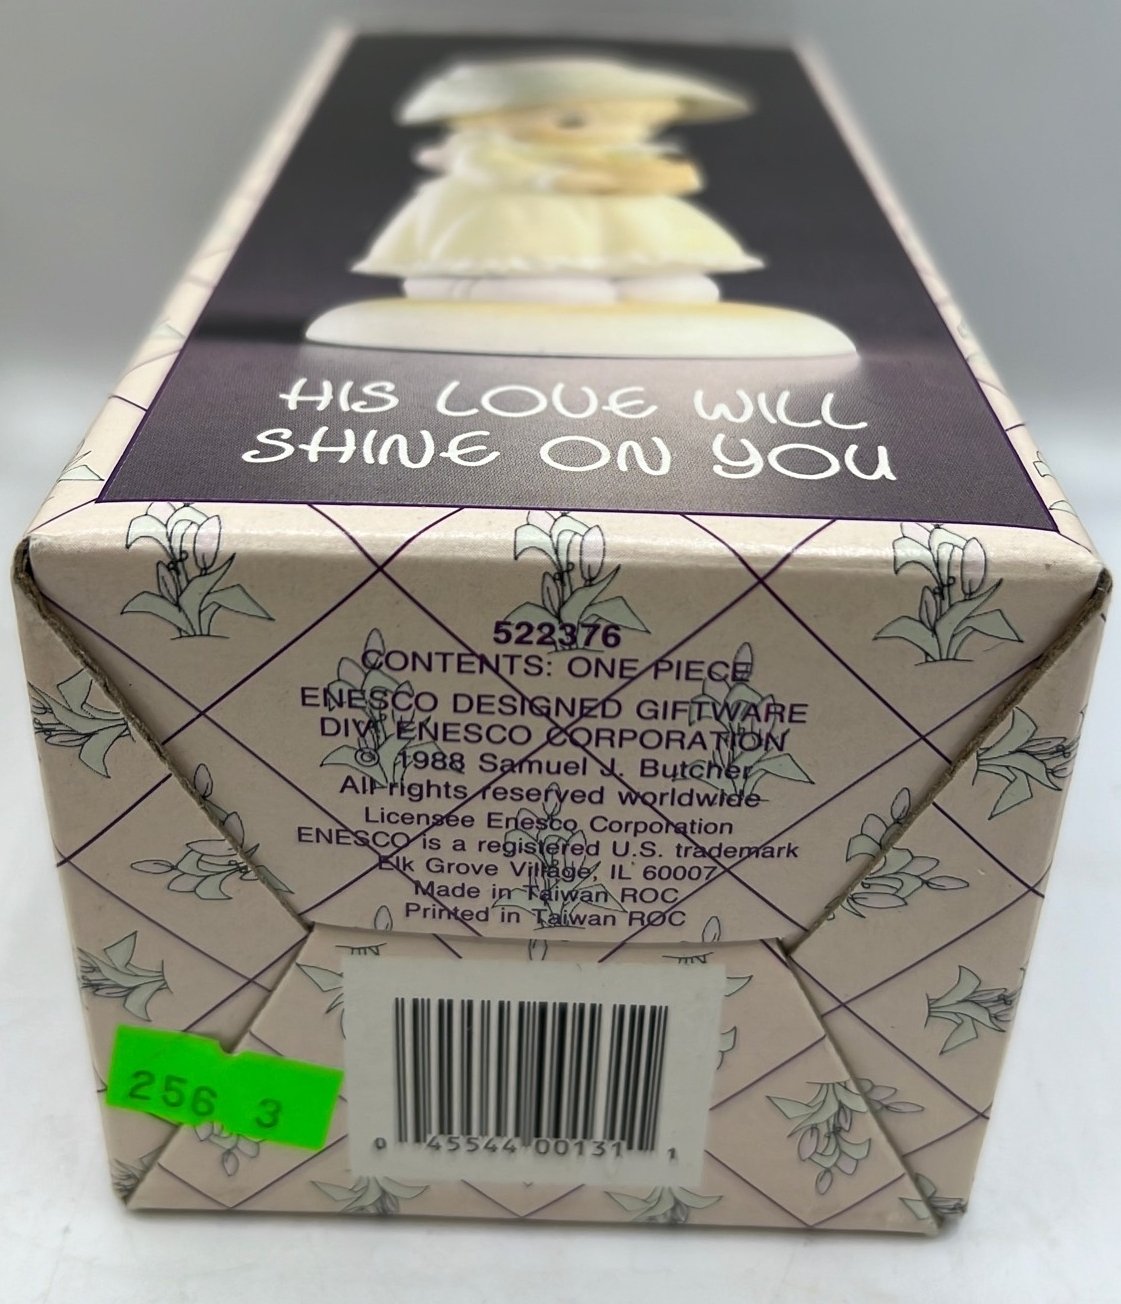 HIS LOVE WILL
SHINE ON YOU
522376
CONTENTS: ONE PIECE
ENESCO DESIGNED GIFTWARE
DIV. ENESCO CORPORATION
© 1988 Samuel J. Butcher
All rights reserved worldwide
Licensee Enesco Corporation
ENESCO is a registered U.S. trademark
Elk Grove Village, IL 60007
Made in Taiwan ROC
Printed in Taiwan ROC
256 3
0 45544 00131 1